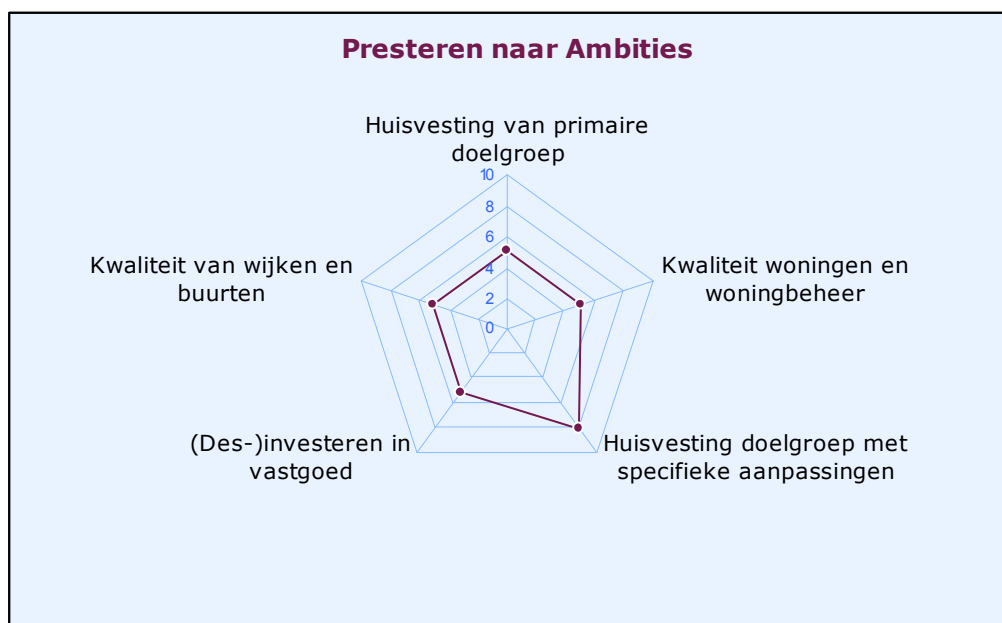 Presteren naar Ambities
Huisvesting van primaire
doelgroep
10
8
6
4
2
0
Kwaliteit van wijken en
buurten
Kwaliteit woningen en
woningbeheer
(Des-)investeren in
vastgoed
Huisvesting doelgroep met
specifieke aanpassingen